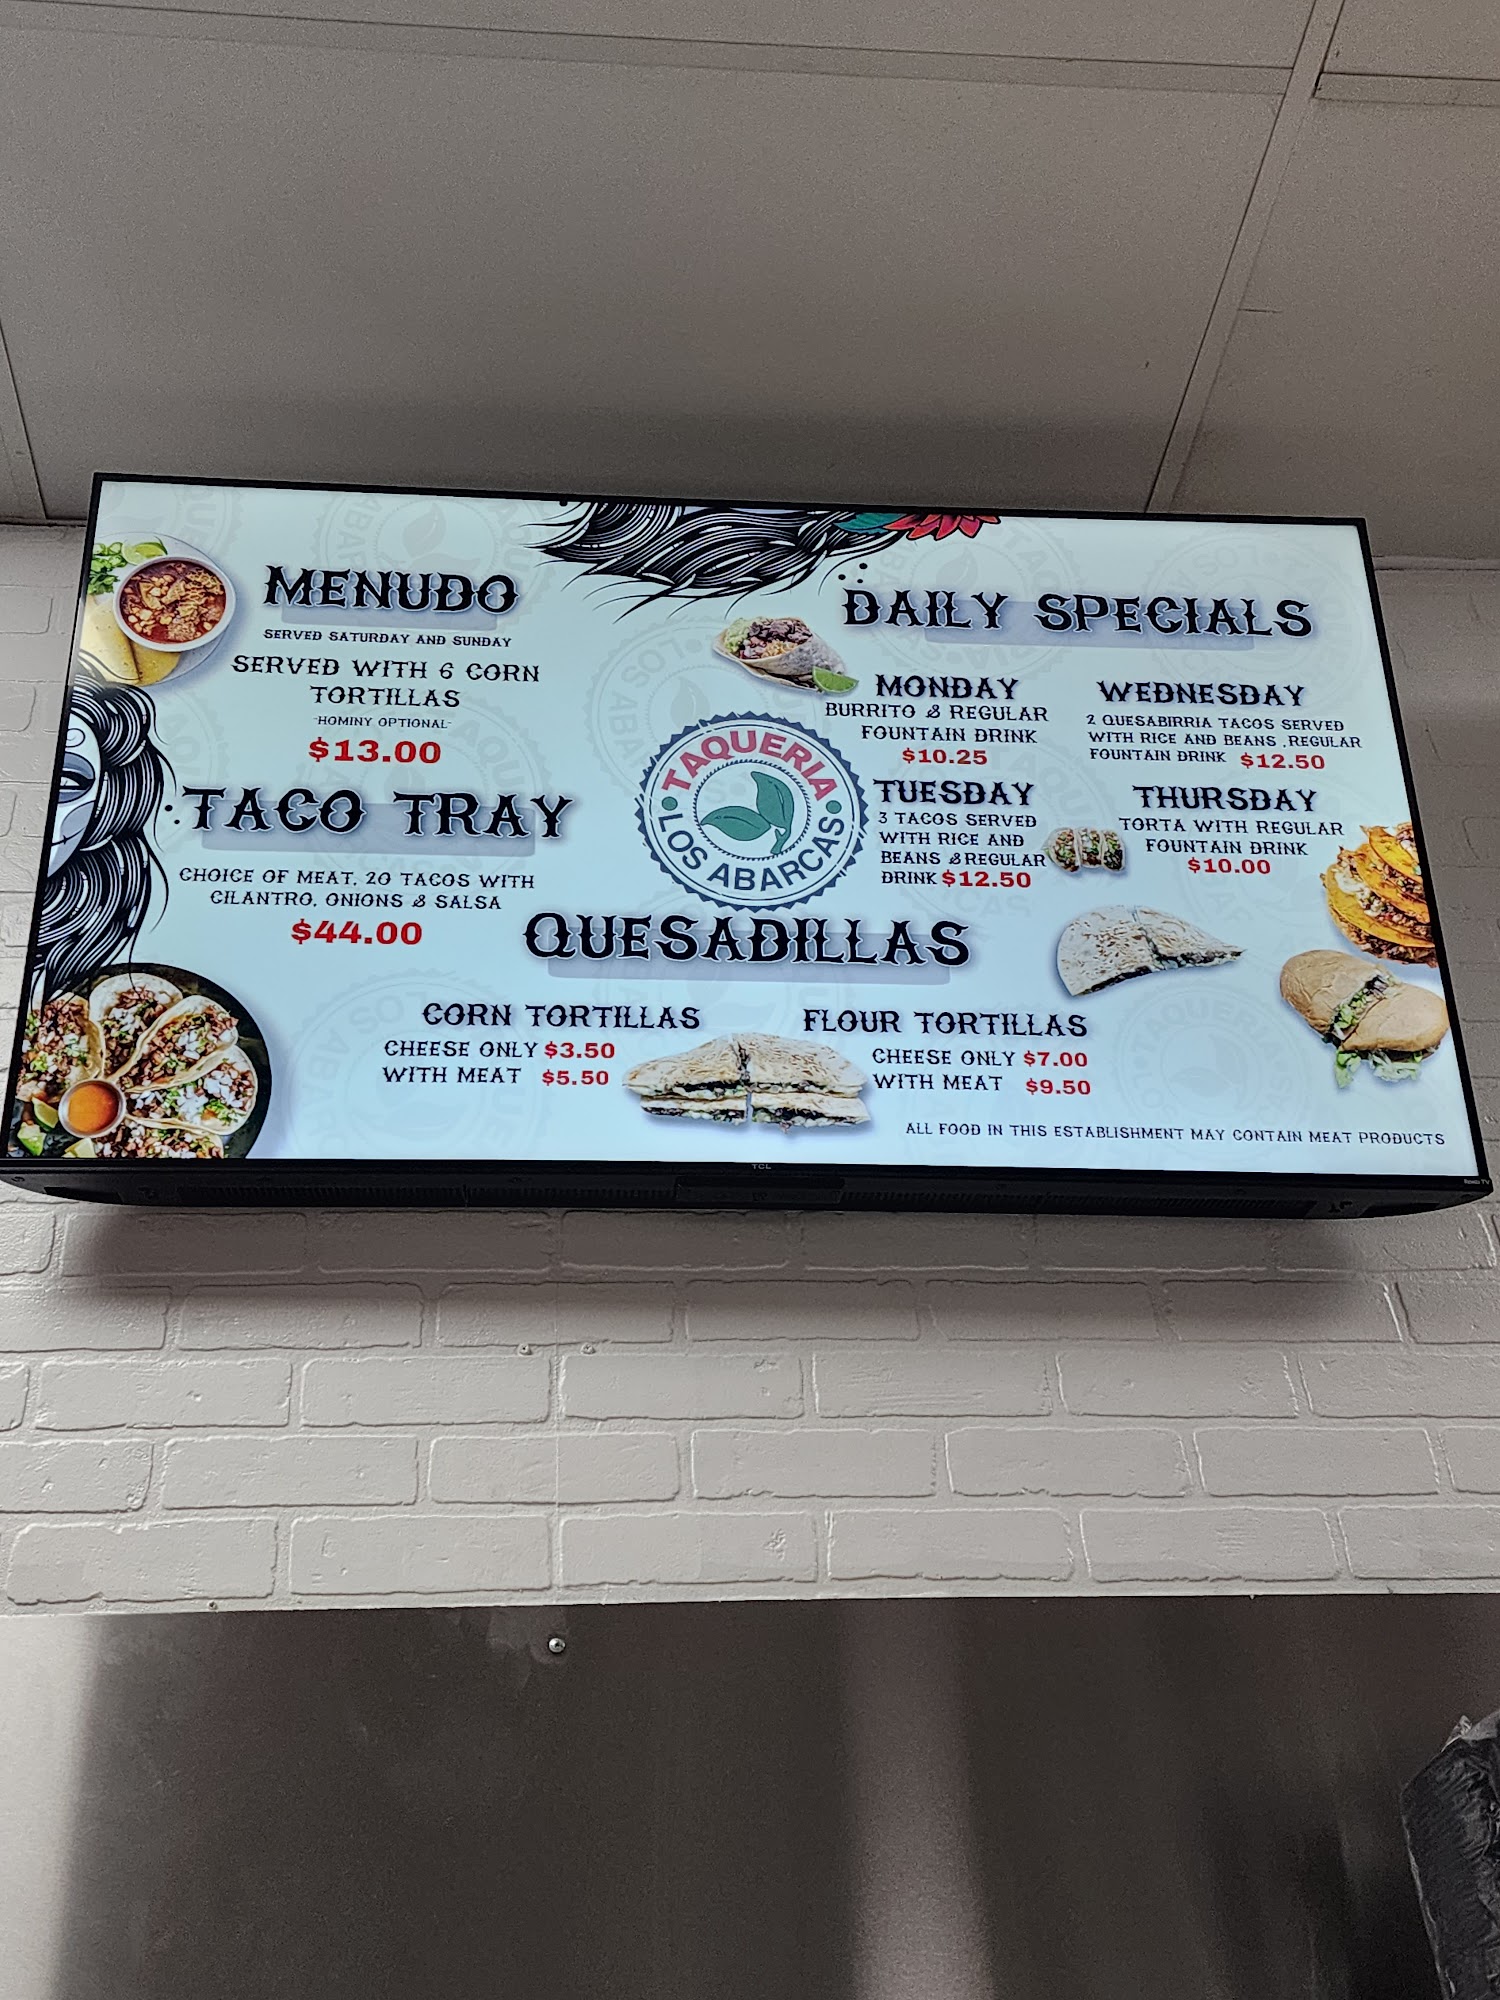 MENUDO
SERVED SATURDAY AND SUNDAY
SERVED WITH 6 CORN
TORTILLAS
-HOMINY OPTIONAL-
$13.00
TACO TRAY
CHOICE OF MEAT, 20 TACOS WITH
CILANTRO, ONIONS & SALSA
$44.00
TAQUERIA
LOS ABARCAS
DAILY SPECIALS
MONDAY
BURRITO & REGULAR
FOUNTAIN DRINK
$10.25
TUESDAY
3 TACOS SERVED
WITH RICE AND
BEANS & REGULAR
DRINK $12.50
WEDNESDAY
2 QUESABIRRIA TACOS SERVED
WITH RICE AND BEANS ,REGULAR
FOUNTAIN DRINK $12.50
THURSDAY
TORTA WITH REGULAR
FOUNTAIN DRINK
$10.00
QUESADILLAS
CORN TORTILLAS
CHEESE ONLY $3.50
WITH MEAT $5.50
FLOUR TORTILLAS
CHEESE ONLY $7.00
WITH MEAT $9.50
ALL FOOD IN THIS ESTABLISHMENT MAY CONTAIN MEAT PRODUCTS
TCL
Roku TV